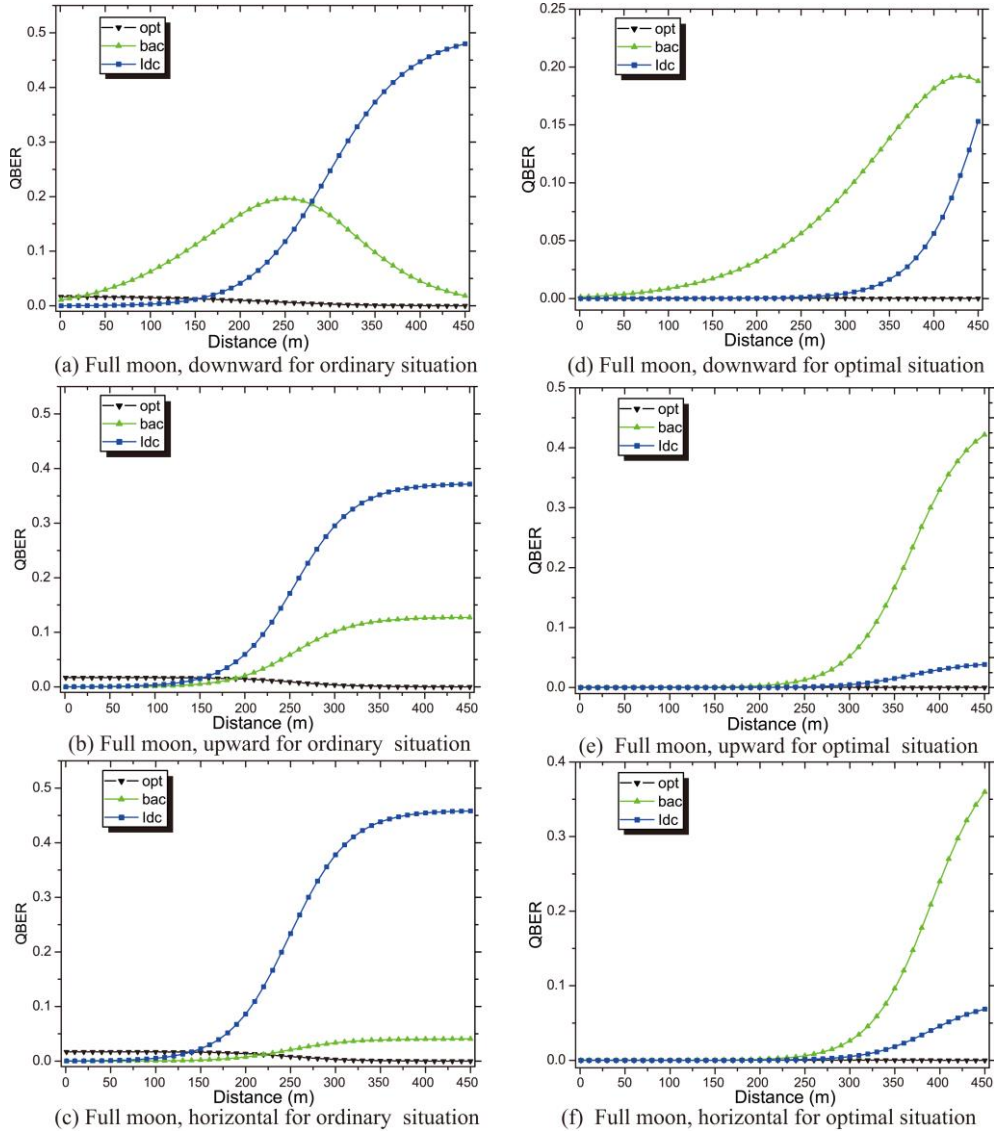 opt
bac
Idc
QBER
0.5
0.4
0.3
0.2
0.1
0.0
0 50 100 150 200 250 300 350 400 450
Distance (m)
(a) Full moon, downward for ordinary situation
opt
bac
Idc
QBER
0.25
0.20
0.15
0.10
0.05
0.00
0 50 100 150 200 250 300 350 400 450
Distance (m)
(d) Full moon, downward for optimal situation
opt
bac
Idc
QBER
0.5
0.4
0.3
0.2
0.1
0.0
0 50 100 150 200 250 300 350 400 450
Distance (m)
(b) Full moon, upward for ordinary situation
opt
bac
Idc
QBER
0.5
0.4
0.3
0.2
0.1
0.0
0 50 100 150 200 250 300 350 400 450
Distance (m)
(e) Full moon, upward for optimal situation
opt
bac
Idc
QBER
0.5
0.4
0.3
0.2
0.1
0.0
0 50 100 150 200 250 300 350 400 450
Distance (m)
(c) Full moon, horizontal for ordinary situation
opt
bac
Idc
QBER
0.4
0.3
0.2
0.1
0.0
0 50 100 150 200 250 300 350 400 450
Distance (m)
(f) Full moon, horizontal for optimal situation